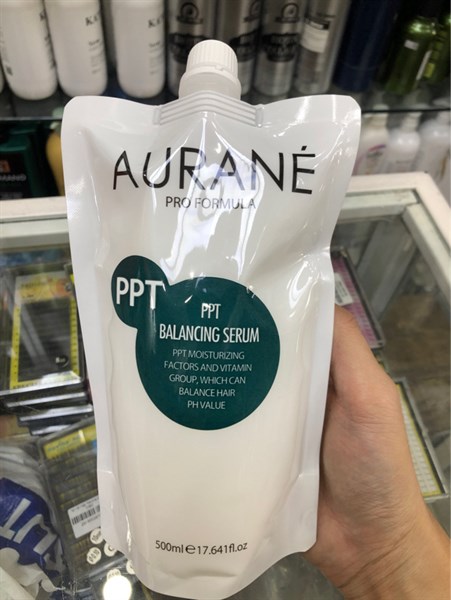 AURANÉ
PRO FORMULA
PPT
PPT
BALANCING SERUM
PPT MOISTURIZING
FACTORS AND VITAMIN
GROUP, WHICH CAN
BALANCE HAIR
PH VALUE
500ml e 17.641fl.oz